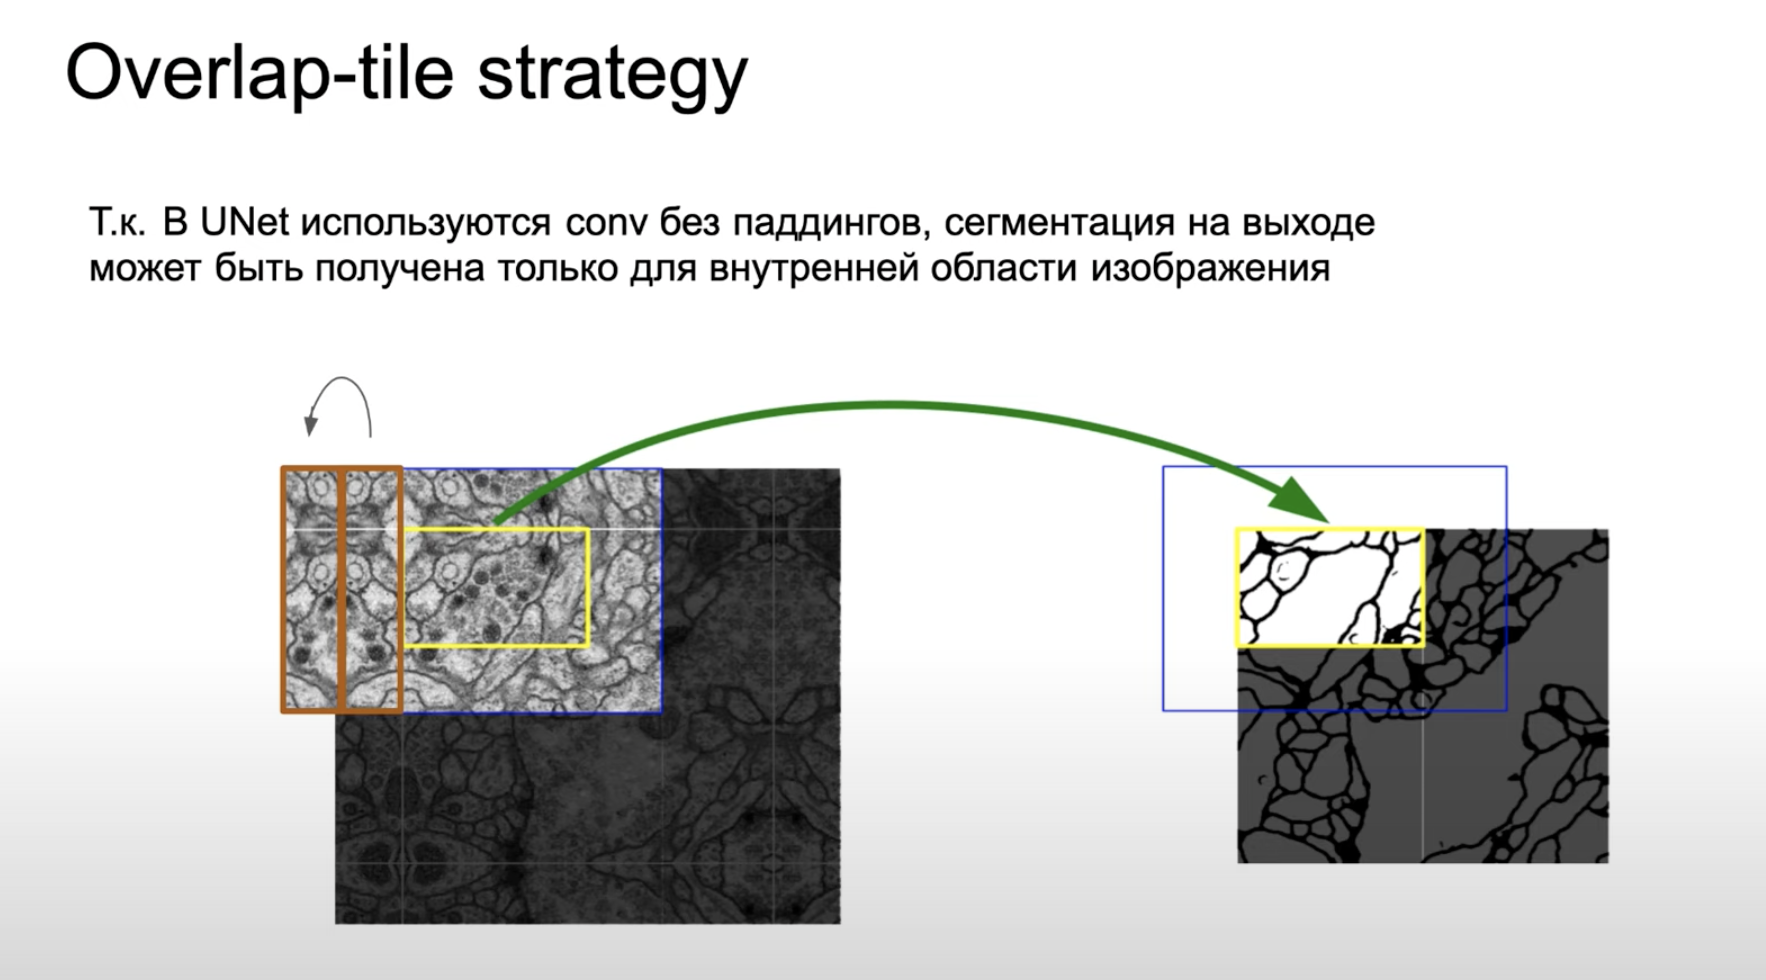 Overlap-tile strategy
Т.к. В UNet используются conv без паддингов, сегментация на выходе
может быть получена только для внутренней области изображения